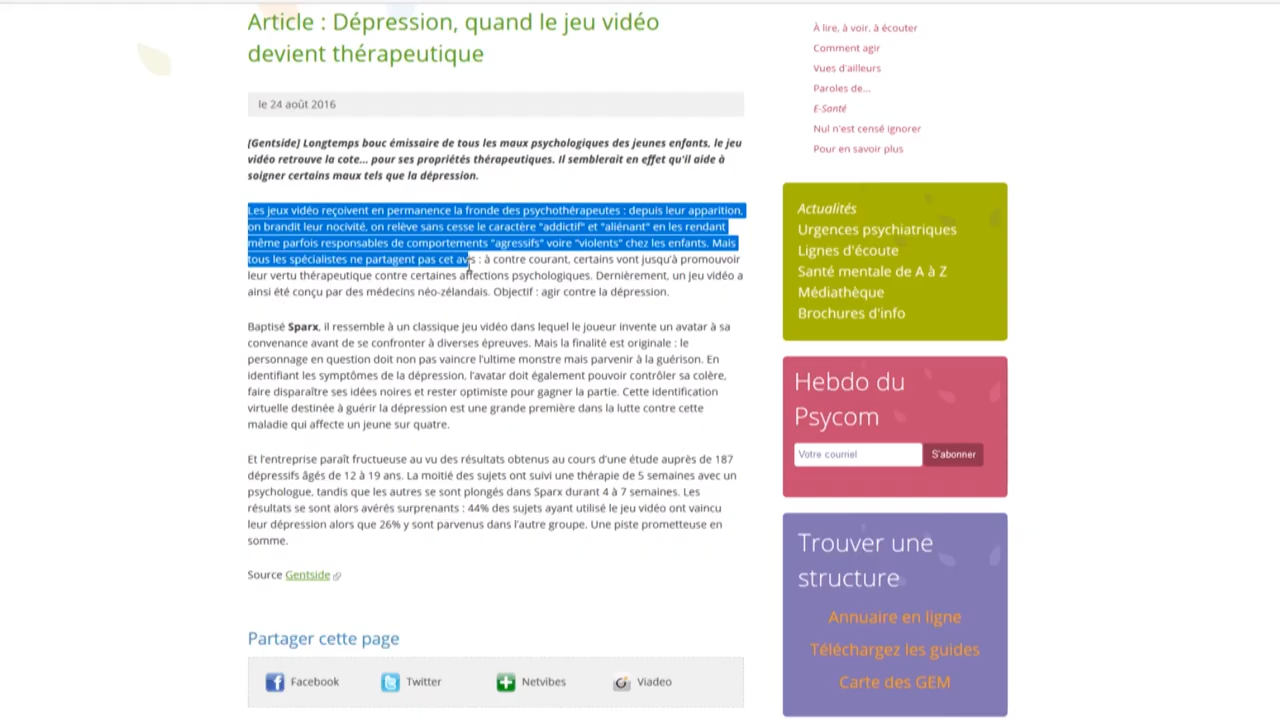 Article : Dépression, quand le jeu vidéo
devient thérapeutique
le 24 août 2016
[Gentside] Longtemps bouc émissaire de tous les maux psychologiques des jeunes enfants, le jeu
vidéo retrouve la cote... pour ses propriétés thérapeutiques. Il semblerait en effet qu'il aide à
soigner certains maux tels que la dépression.
Les jeux vidéo reçoivent en permanence la fronde des psychothérapeutes : depuis leur apparition,
on brandit leur nocivité, on relève sans cesse le caractère "addictif" et "aliénant" en les rendant
même parfois responsables de comportements "agressifs" voire "violents" chez les enfants. Mais
tous les spécialistes ne partagent pas cet avis : à contre courant, certains vont jusqu'à promouvoir
leur vertu thérapeutique contre certaines affections psychologiques. Dernièrement, un jeu vidéo a
ainsi été conçu par des médecins néo-zélandais. Objectif : agir contre la dépression.
Baptisé Sparx, il ressemble à un classique jeu vidéo dans lequel le joueur invente un avatar à sa
convenance avant de se confronter à diverses épreuves. Mais la finalité est originale : le
personnage en question doit non pas vaincre l'ultime monstre mais parvenir à la guérison. En
identifiant les symptômes de la dépression, l'avatar doit également pouvoir contrôler sa colère,
faire disparaître ses idées noires et rester optimiste pour gagner la partie. Cette identification
virtuelle destinée à guérir la dépression est une grande première dans la lutte contre cette
maladie qui affecte un jeune sur quatre.
Et l'entreprise paraît fructueuse au vu des résultats obtenus au cours d'une étude auprès de 187
dépressifs âgés de 12 à 19 ans. La moitié des sujets ont suivi une thérapie de 5 semaines avec un
psychologue, tandis que les autres se sont plongés dans Sparx durant 4 à 7 semaines. Les
résultats se sont alors avérés surprenants : 44% des sujets ayant utilisé le jeu vidéo ont vaincu
leur dépression alors que 26% y sont parvenus dans l'autre groupe. Une piste prometteuse en
somme.
Source Gentside
Partager cette page
Facebook
Twitter
Netvibes
Viadeo
À lire, à voir, à écouter
Comment agir
Vues d'ailleurs
Paroles de...
E-Santé
Nul n'est censé ignorer
Pour en savoir plus
Actualités
Urgences psychiatriques
Lignes d'écoute
Santé mentale de A à Z
Médiathèque
Brochures d'info
Hebdo du
Psycom
Votre courriel
S'abonner
Trouver une
structure
Annuaire en ligne
Téléchargez les guides
Carte des GEM